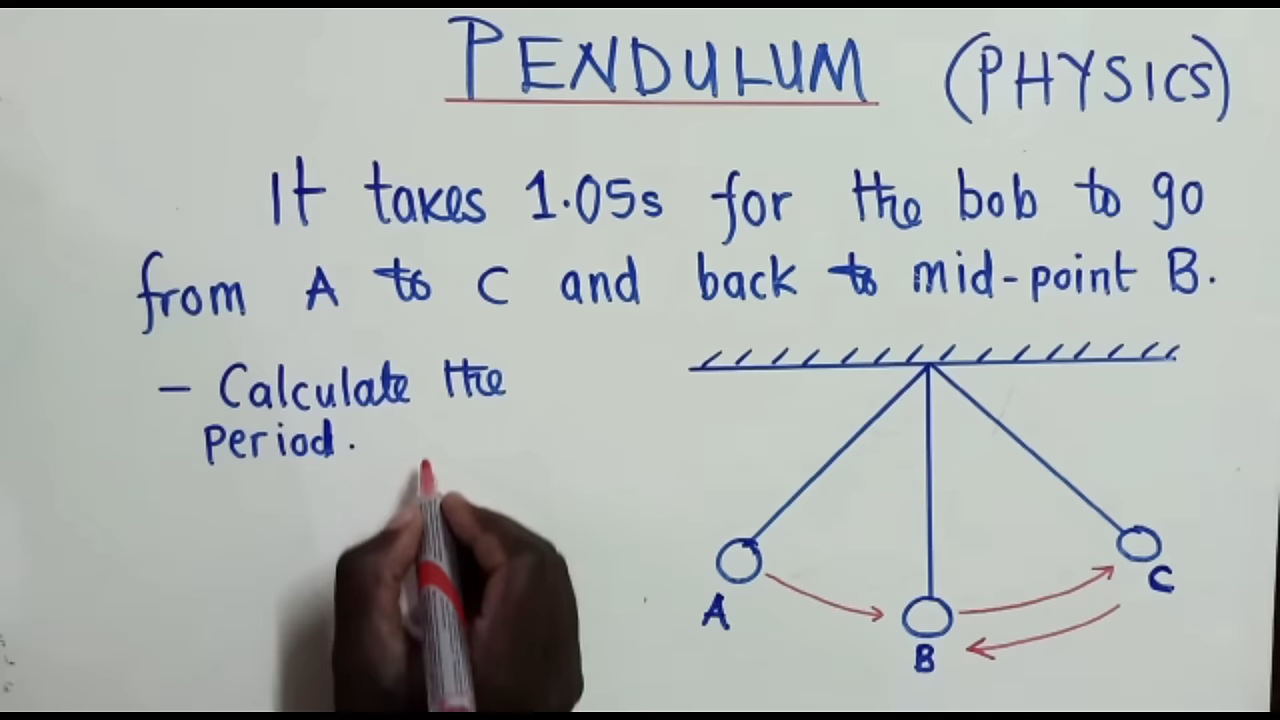 PENDULUM (PHYSICS)
It takes 1.05s for the bob to go
from A to C and back to mid-point B.
- Calculate the
period.
A
B
C